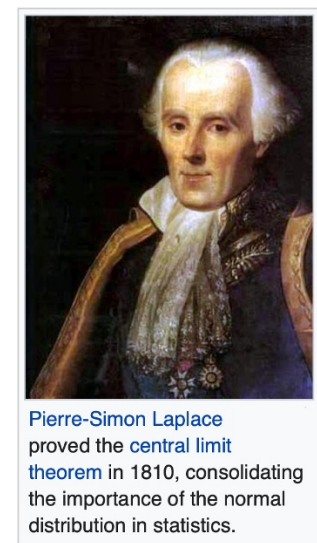 Pierre-Simon Laplace
proved the central limit
theorem in 1810, consolidating
the importance of the normal
distribution in statistics.